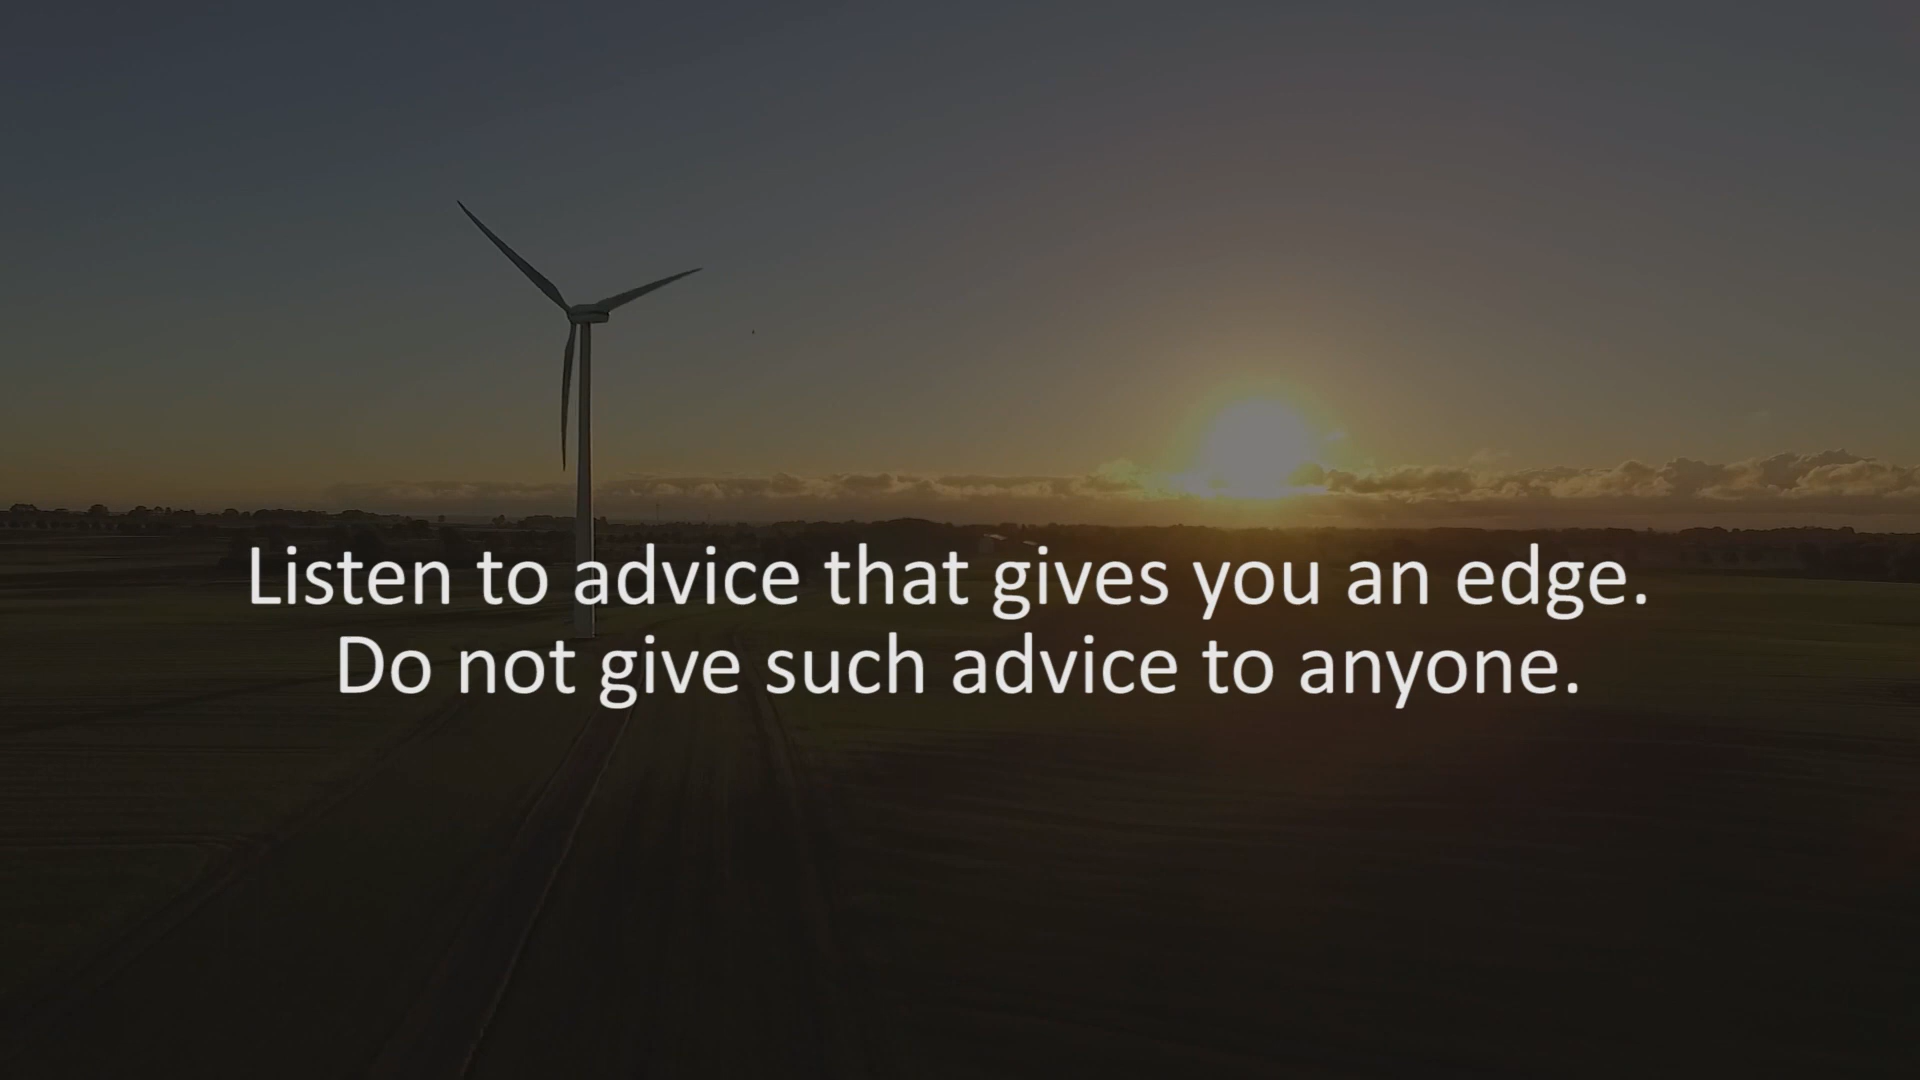 Listen to advice that gives you an edge.
Do not give such advice to anyone.